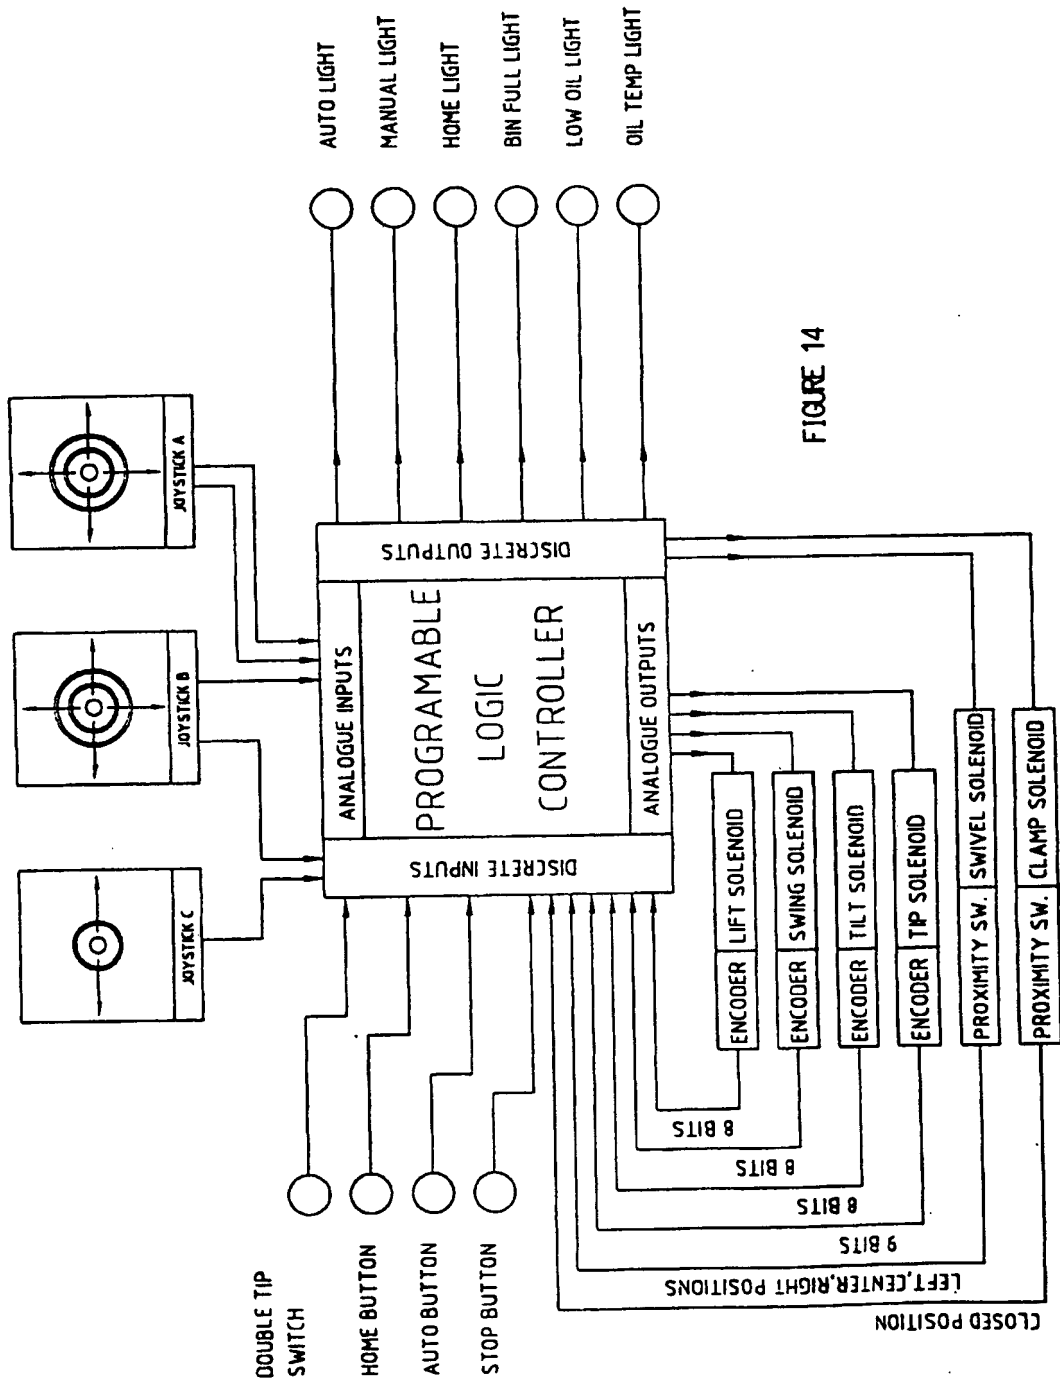 JOYSTICK C
JOYSTICK B
JOYSTICK A
DOUBLE TIP
SWITCH
HOME BUTTON
AUTO BUTTON
STOP BUTTON
DISCRETE INPUTS
ANALOGUE INPUTS
PROGRAMABLE
LOGIC
CONTROLLER
ANALOGUE OUTPUTS
DISCRETE OUTPUTS
AUTO LIGHT
MANUAL LIGHT
HOME LIGHT
BIN FULL LIGHT
LOW OIL LIGHT
OIL TEMP LIGHT
8 BITS
8 BITS
8 BITS
9 BITS
LEFT,CENTER,RIGHT POSITIONS
CLOSED POSITION
ENCODER LIFT SOLENOID
ENCODER SWING SOLENOID
ENCODER TILT SOLENOID
ENCODER TIP SOLENOID
PROXIMITY SW. SWIVEL SOLENOID
PROXIMITY SW. CLAMP SOLENOID
FIGURE 14